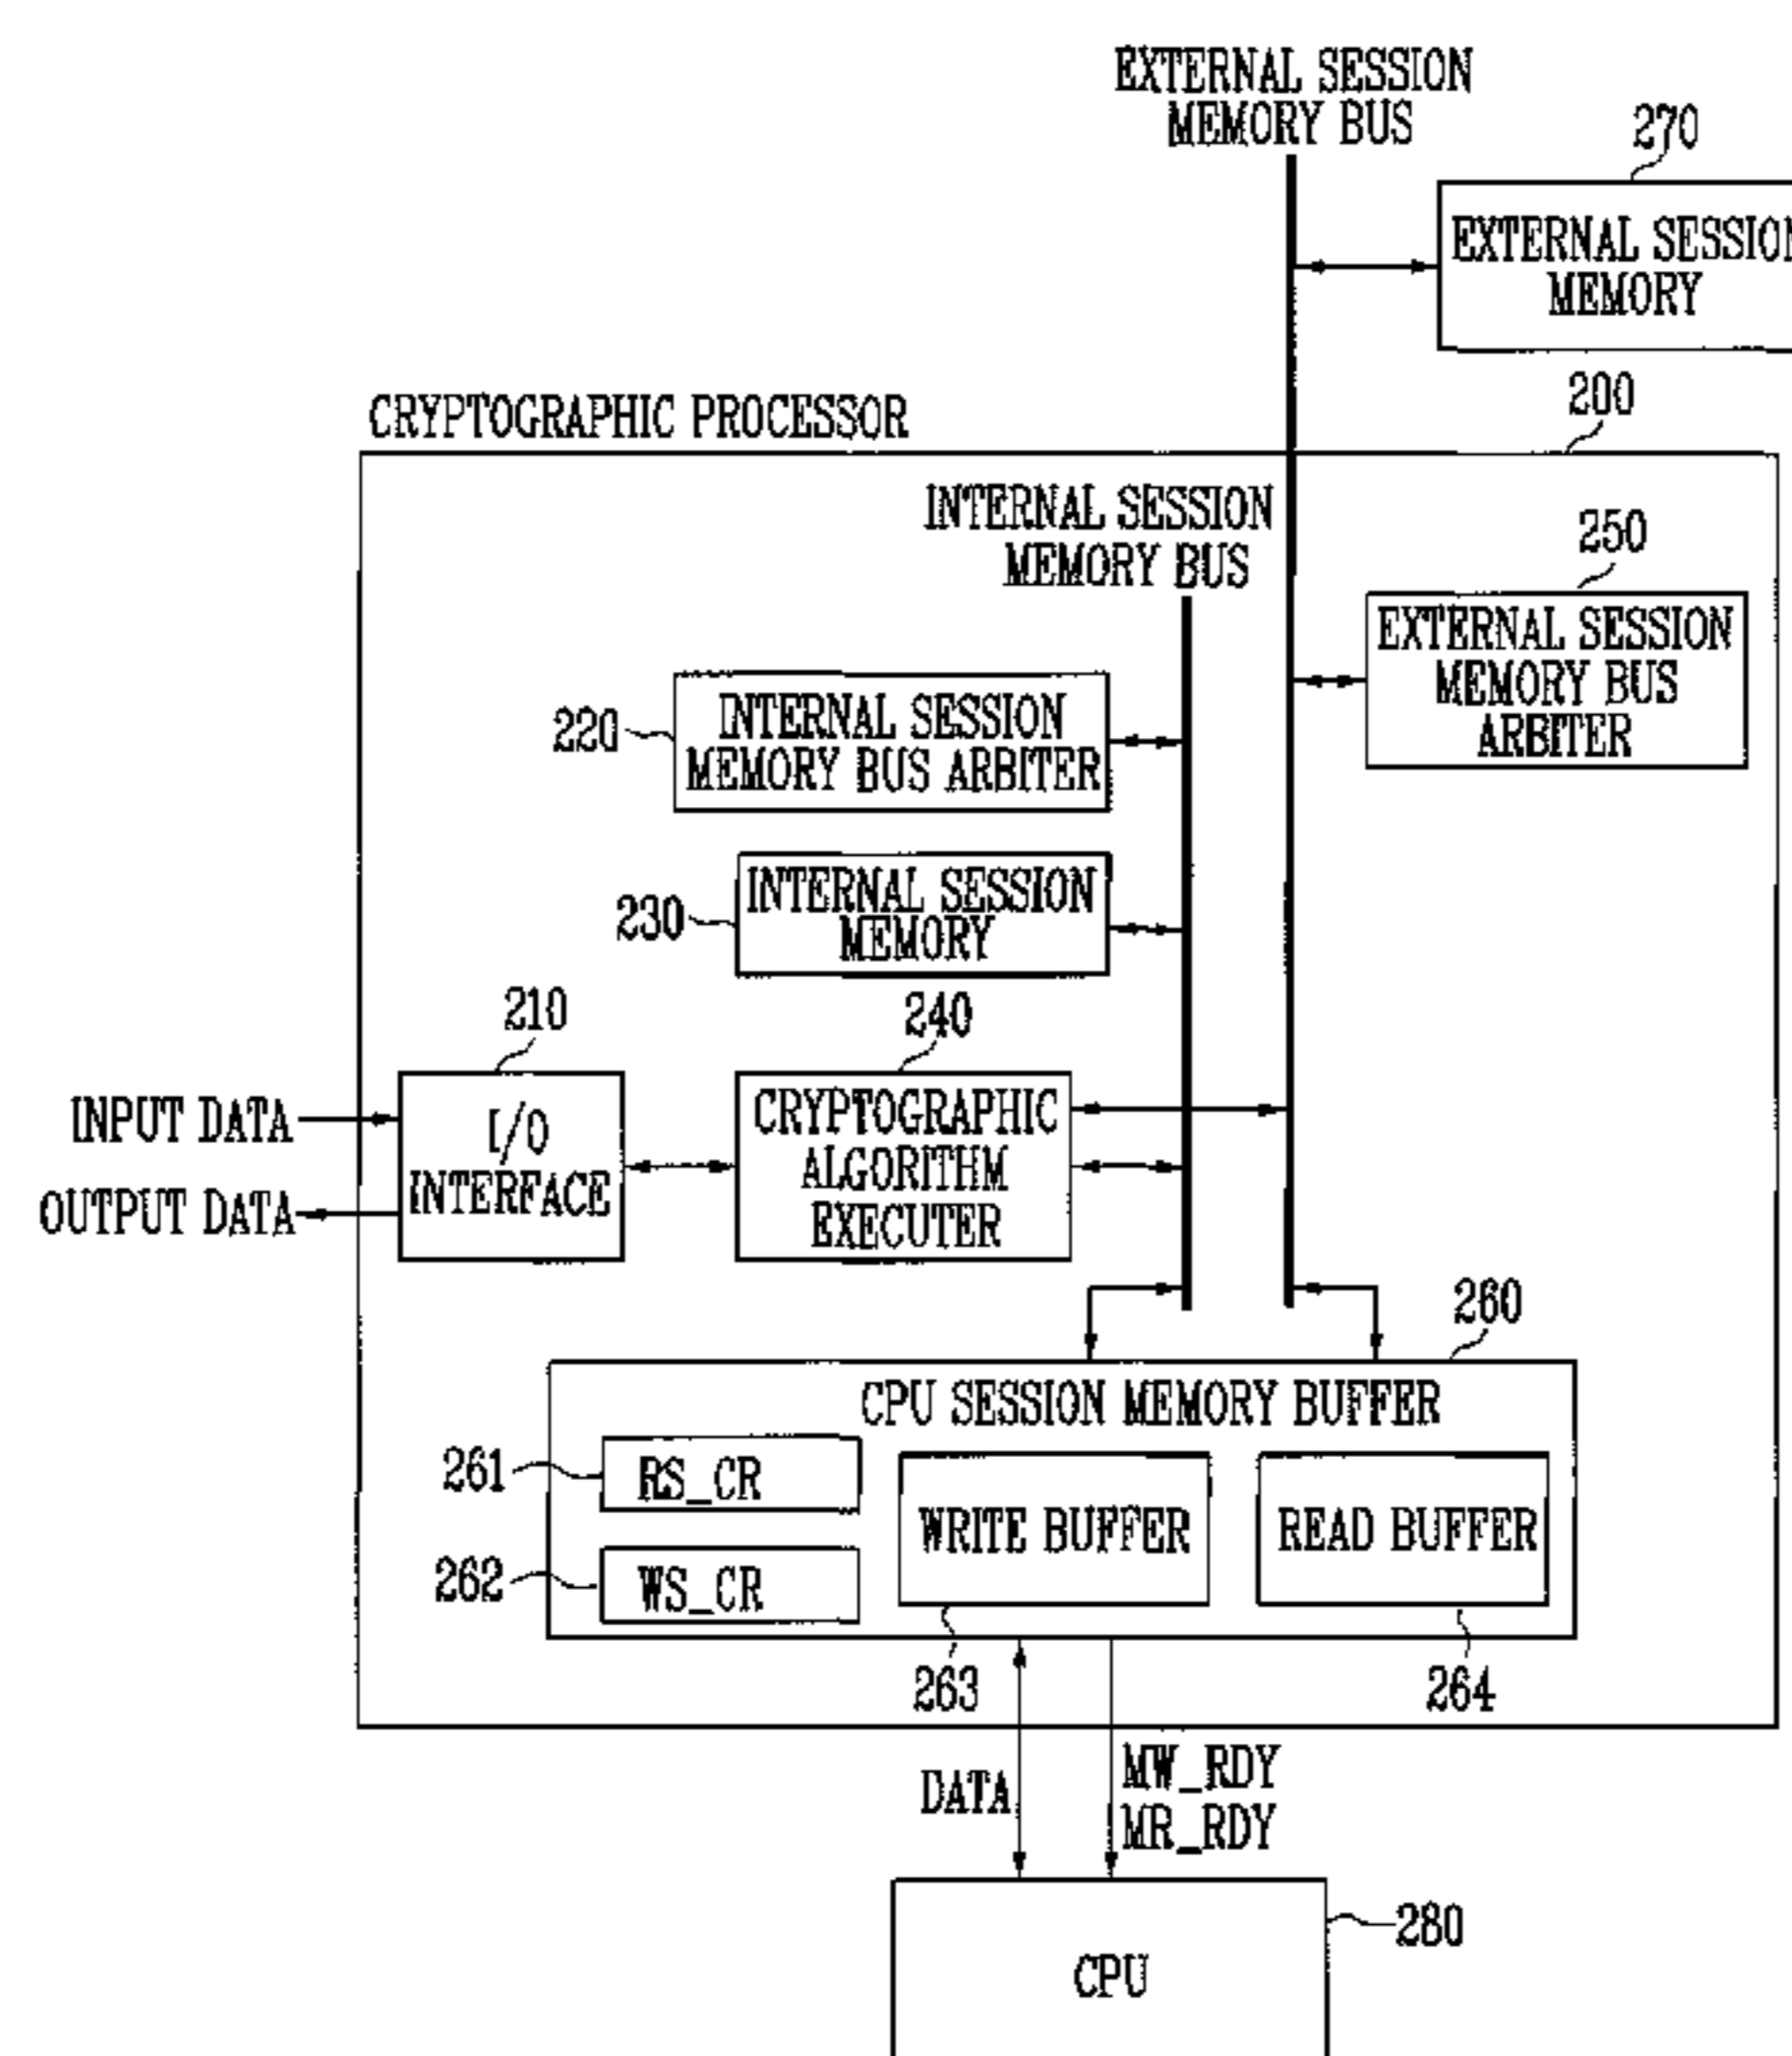 EXTERNAL SESSION
MEMORY BUS
270
EXTERNAL SESSION
MEMORY
200
CRYPTOGRAPHIC PROCESSOR
INTERNAL SESSION
MEMORY BUS
250
EXTERNAL SESSION
MEMORY BUS
ARBITER
220
INTERNAL SESSION
MEMORY BUS ARBITER
230
INTERNAL SESSION
MEMORY
210
240
INPUT DATA
OUTPUT DATA
I/O
INTERFACE
CRYPTOGRAPHIC
ALGORITHM
EXECUTER
260
CPU SESSION MEMORY BUFFER
261
RS_CR
262
WS_CR
WRITE BUFFER
READ BUFFER
263
264
DATA
MW_RDY
MR_RDY
280
CPU